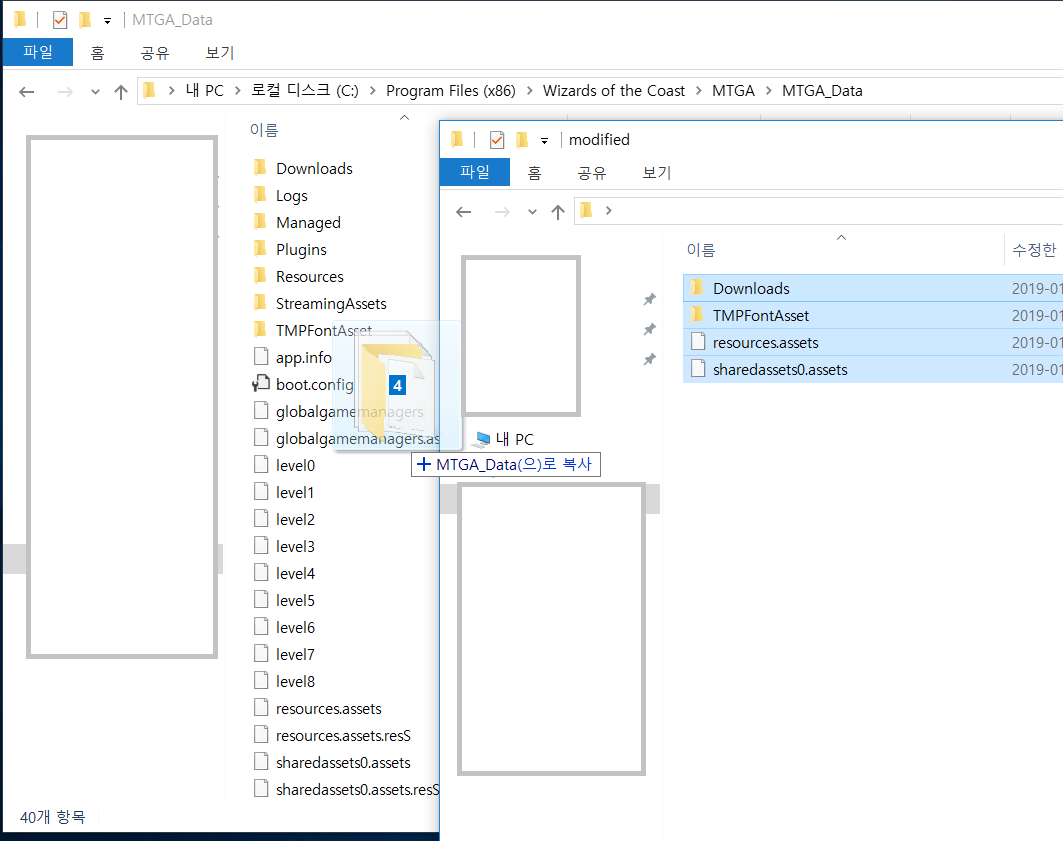 MTGA_Data
파일 홈 공유 보기
내 PC 로컬 디스크 (C:) Program Files (x86) Wizards of the Coast MTGA MTGA_Data
이름
Downloads
Logs
Managed
Plugins
Resources
StreamingAssets
TMPFontAsset
app.info
boot.config
globalgamemanagers
globalgamemanagers.as
level0
level1
level2
level3
level4
level5
level6
level7
level8
resources.assets
resources.assets.resS
sharedassets0.assets
sharedassets0.assets.resS
40개 항목
modified
파일 홈 공유 보기
이름 수정한
Downloads 2019-01
TMPFontAsset 2019-01
resources.assets 2019-01
sharedassets0.assets 2019-01
4
내 PC
MTGA_Data(으)로 복사